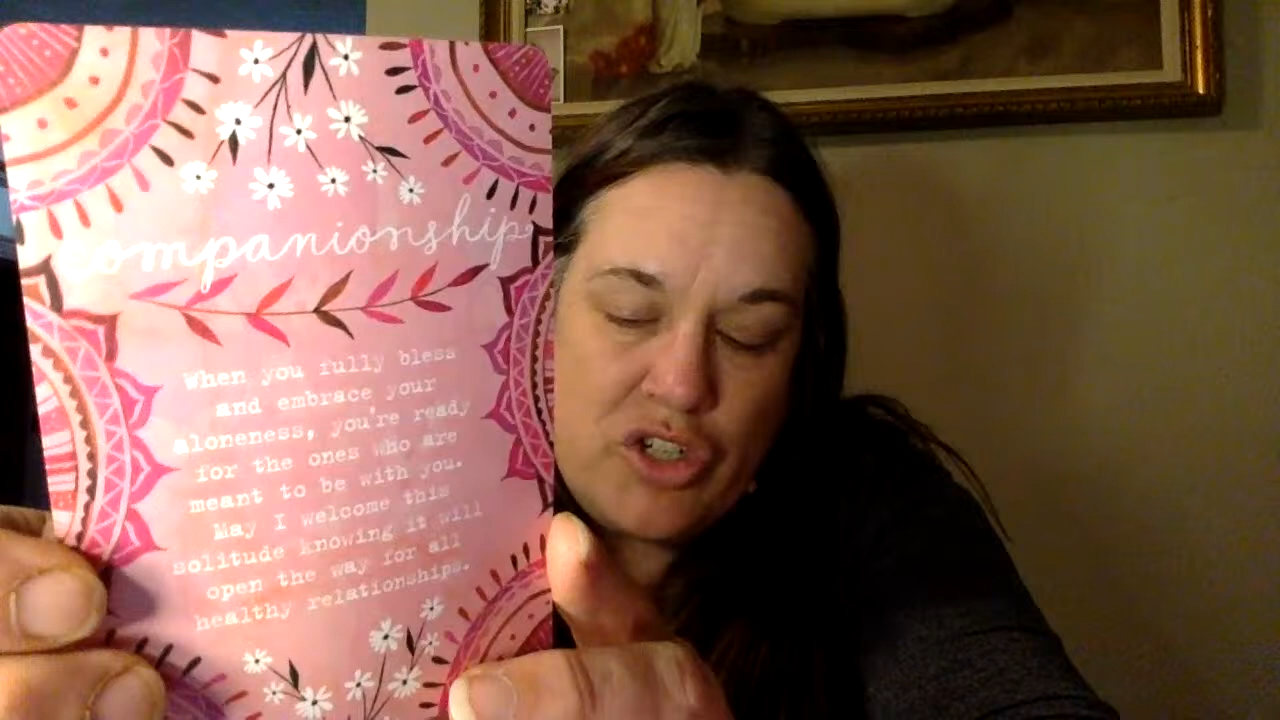 companionship
When you fully bless
and embrace your
aloneness, you're ready
for the ones who are
meant to be with you.
May I welcome this
solitude knowing it will
open the way for all
healthy relationships.